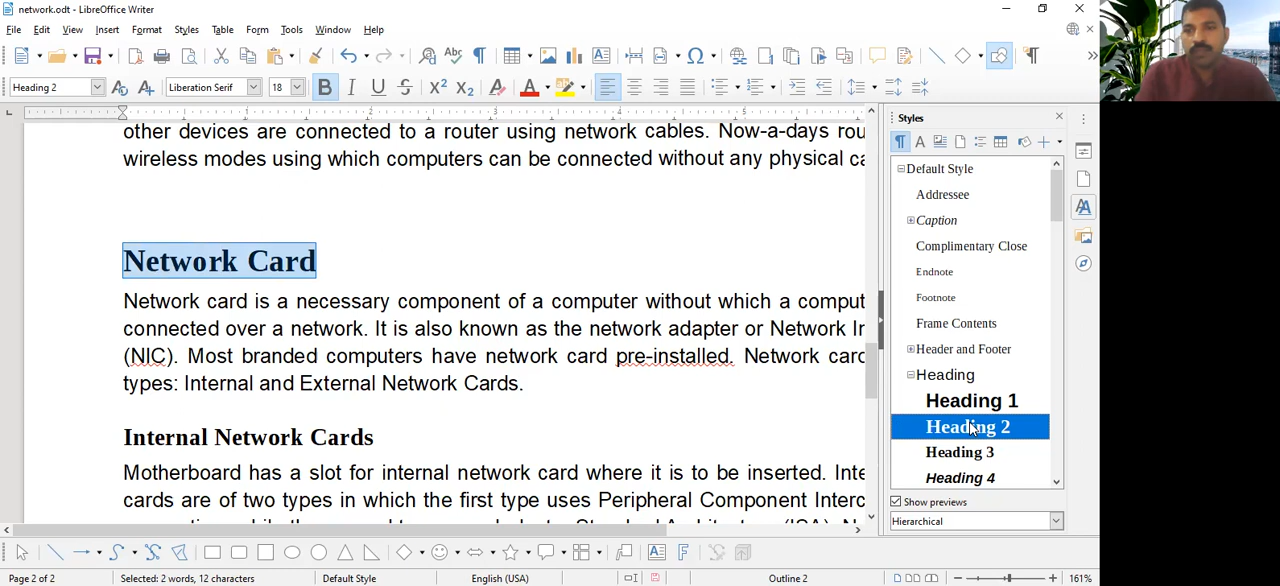 network.odt - LibreOffice Writer
File Edit View Insert Format Styles Table Form Tools Window Help
Heading 2 Liberation Serif 18
Styles
other devices are connected to a router using network cables. Now-a-days rou
wireless modes using which computers can be connected without any physical ca
Network Card
Network card is a necessary component of a computer without which a comput
connected over a network. It is also known as the network adapter or Network In
(NIC). Most branded computers have network card pre-installed. Network card
types: Internal and External Network Cards.
Internal Network Cards
Motherboard has a slot for internal network card where it is to be inserted. Inte
cards are of two types in which the first type uses Peripheral Component Interc
Default Style
Addressee
Caption
Complimentary Close
Endnote
Footnote
Frame Contents
Header and Footer
Heading
Heading 1
Heading 2
Heading 3
Heading 4
Show previews
Hierarchical
Page 2 of 2 Selected: 2 words, 12 characters Default Style English (USA) Outline 2 161%